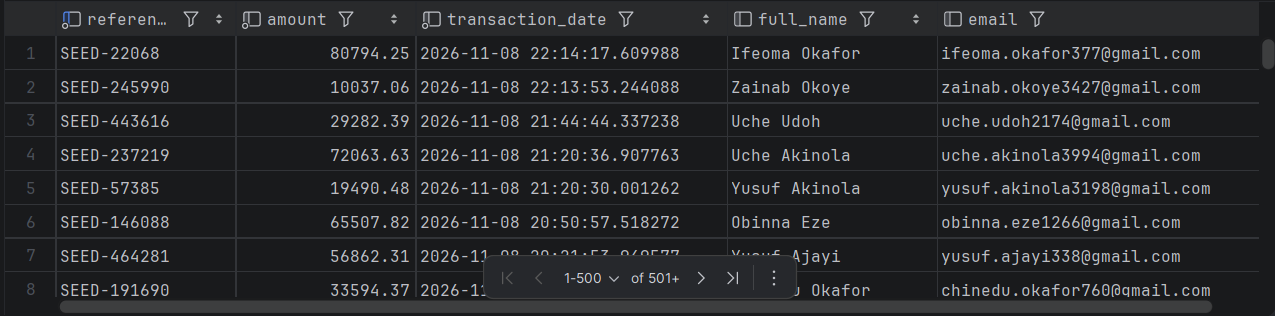 referen... amount transaction_date full_name email
1 SEED-22068 80794.25 2026-11-08 22:14:17.609988 Ifeoma Okafor ifeoma.okafor377@gmail.com
2 SEED-245990 10037.06 2026-11-08 22:13:53.244088 Zainab Okoye zainab.okoye3427@gmail.com
3 SEED-443616 29282.39 2026-11-08 21:44:44.337238 Uche Udoh uche.udoh2174@gmail.com
4 SEED-237219 72063.63 2026-11-08 21:20:36.907763 Uche Akinola uche.akinola3994@gmail.com
5 SEED-57385 19490.48 2026-11-08 21:20:30.001262 Yusuf Akinola yusuf.akinola3198@gmail.com
6 SEED-146088 65507.82 2026-11-08 20:50:57.518272 Obinna Eze obinna.eze1266@gmail.com
7 SEED-464281 56862.31 2026-11-08 Yusuf Ajayi yusuf.ajayi338@gmail.com
8 SEED-191690 33594.37 2026-1 Okafor chinedu.okafor760@gmail.com
1-500 of 501+